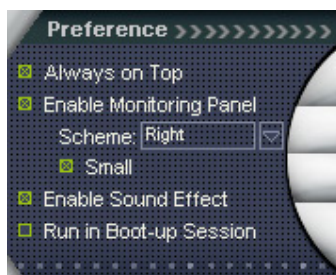 Preference >>>>>>>>>>>>
Always on Top
Enable Monitoring Panel
Scheme: Right
Small
Enable Sound Effect
Run in Boot-up Session